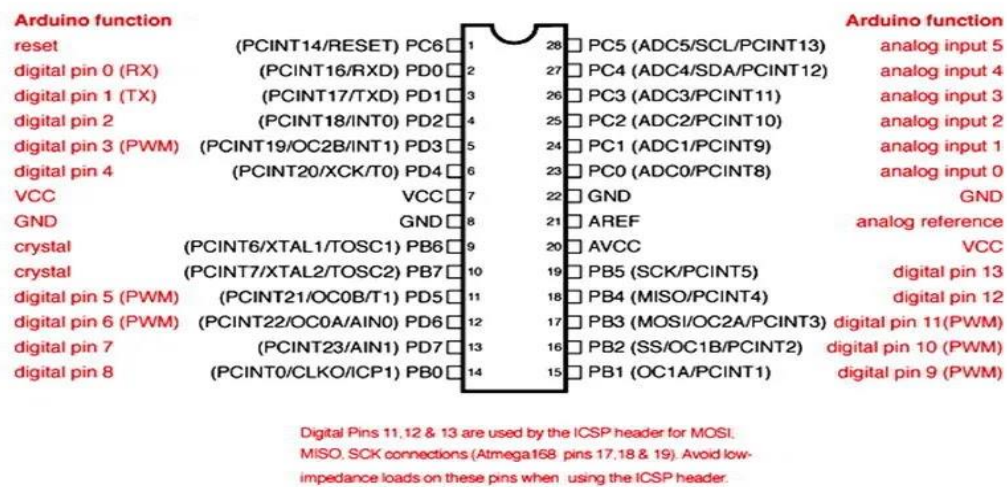 Arduino function Arduino function
reset (PCINT14/RESET) PC6 1 28 PC5 (ADC5/SCL/PCINT13) analog input 5
digital pin 0 (RX) (PCINT16/RXD) PD0 2 27 PC4 (ADC4/SDA/PCINT12) analog input 4
digital pin 1 (TX) (PCINT17/TXD) PD1 3 26 PC3 (ADC3/PCINT11) analog input 3
digital pin 2 (PCINT18/INT0) PD2 4 25 PC2 (ADC2/PCINT10) analog input 2
digital pin 3 (PWM) (PCINT19/OC2B/INT1) PD3 5 24 PC1 (ADC1/PCINT9) analog input 1
digital pin 4 (PCINT20/XCK/T0) PD4 6 23 PC0 (ADC0/PCINT8) analog input 0
VCC VCC 7 22 GND GND
GND GND 8 21 AREF analog reference
crystal (PCINT6/XTAL1/TOSC1) PB6 9 20 AVCC VCC
crystal (PCINT7/XTAL2/TOSC2) PB7 10 19 PB5 (SCK/PCINT5) digital pin 13
digital pin 5 (PWM) (PCINT21/OC0B/T1) PD5 11 18 PB4 (MISO/PCINT4) digital pin 12
digital pin 6 (PWM) (PCINT22/OC0A/AIN0) PD6 12 17 PB3 (MOSI/OC2A/PCINT3) digital pin 11(PWM)
digital pin 7 (PCINT23/AIN1) PD7 13 16 PB2 (SS/OC1B/PCINT2) digital pin 10 (PWM)
digital pin 8 (PCINT0/CLKO/ICP1) PB0 14 15 PB1 (OC1A/PCINT1) digital pin 9 (PWM)
Digital Pins 11,12 & 13 are used by the ICSP header for MOSI,
MISO, SCK connections (Atmega168 pins 17,18 & 19). Avoid low-
impedance loads on these pins when using the ICSP header.